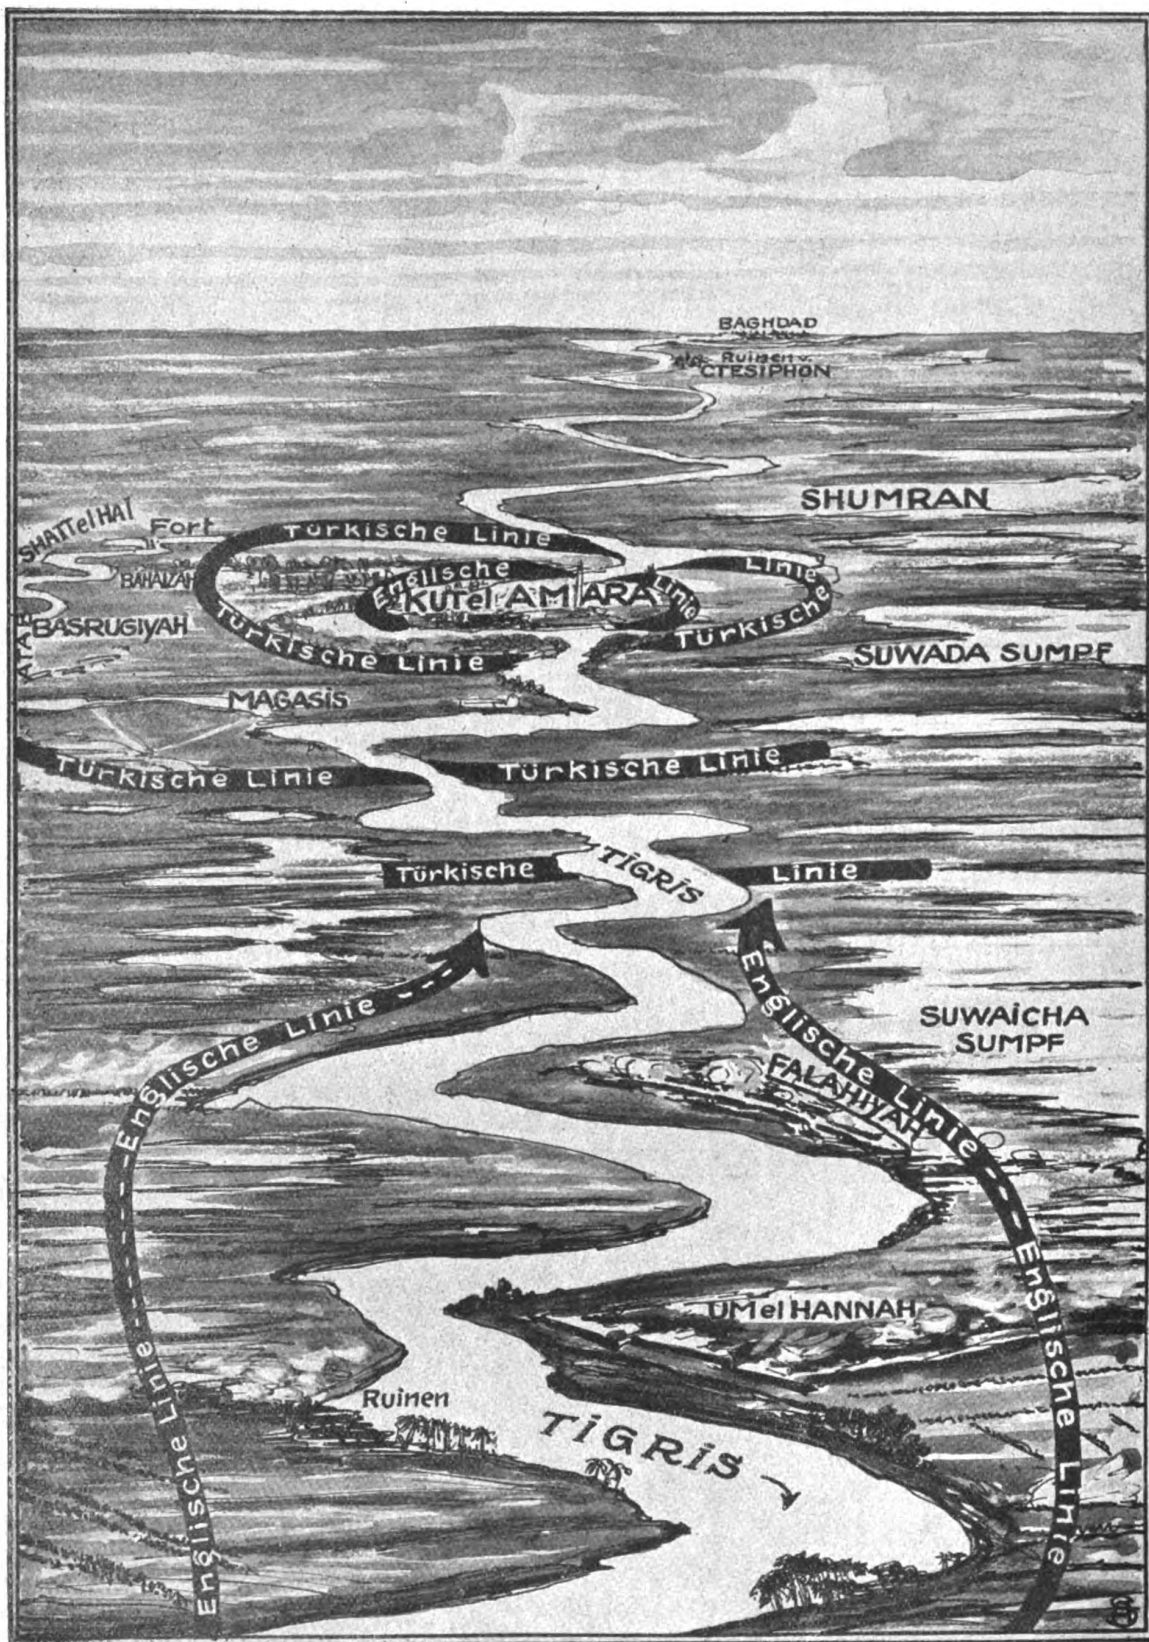 BAGHDAD
Ruinen v.
CTESIPHON
SHUMRAN
SHATT el HAI
Fort
Türkische Linie
BAHAILAH
Englische
Linie
Linie
KUT el AMARA
Türkische
BASRUGIYAH
Türkische Linie
SUWADA SUMPF
MAGASiS
Türkische Linie
Türkische Linie
TiGRiS
Türkische
Linie
Englische Linie
Englische Linie
SUWAiCHA
SUMPF
FALAHIYAH
Englische Linie
UM el HANNAH
Ruinen
TiGRiS
Englische Linie
Englische Linie